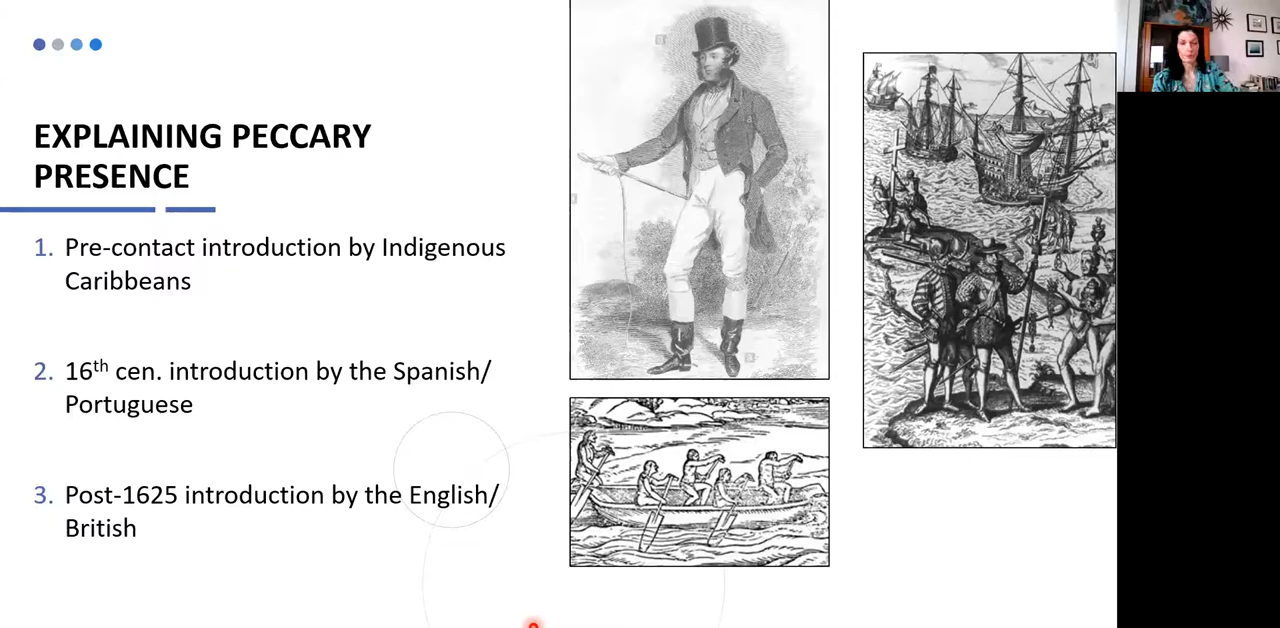 EXPLAINING PECCARY
PRESENCE
1. Pre-contact introduction by Indigenous
Caribbeans
2. 16th cen. introduction by the Spanish/
Portuguese
3. Post-1625 introduction by the English/
British